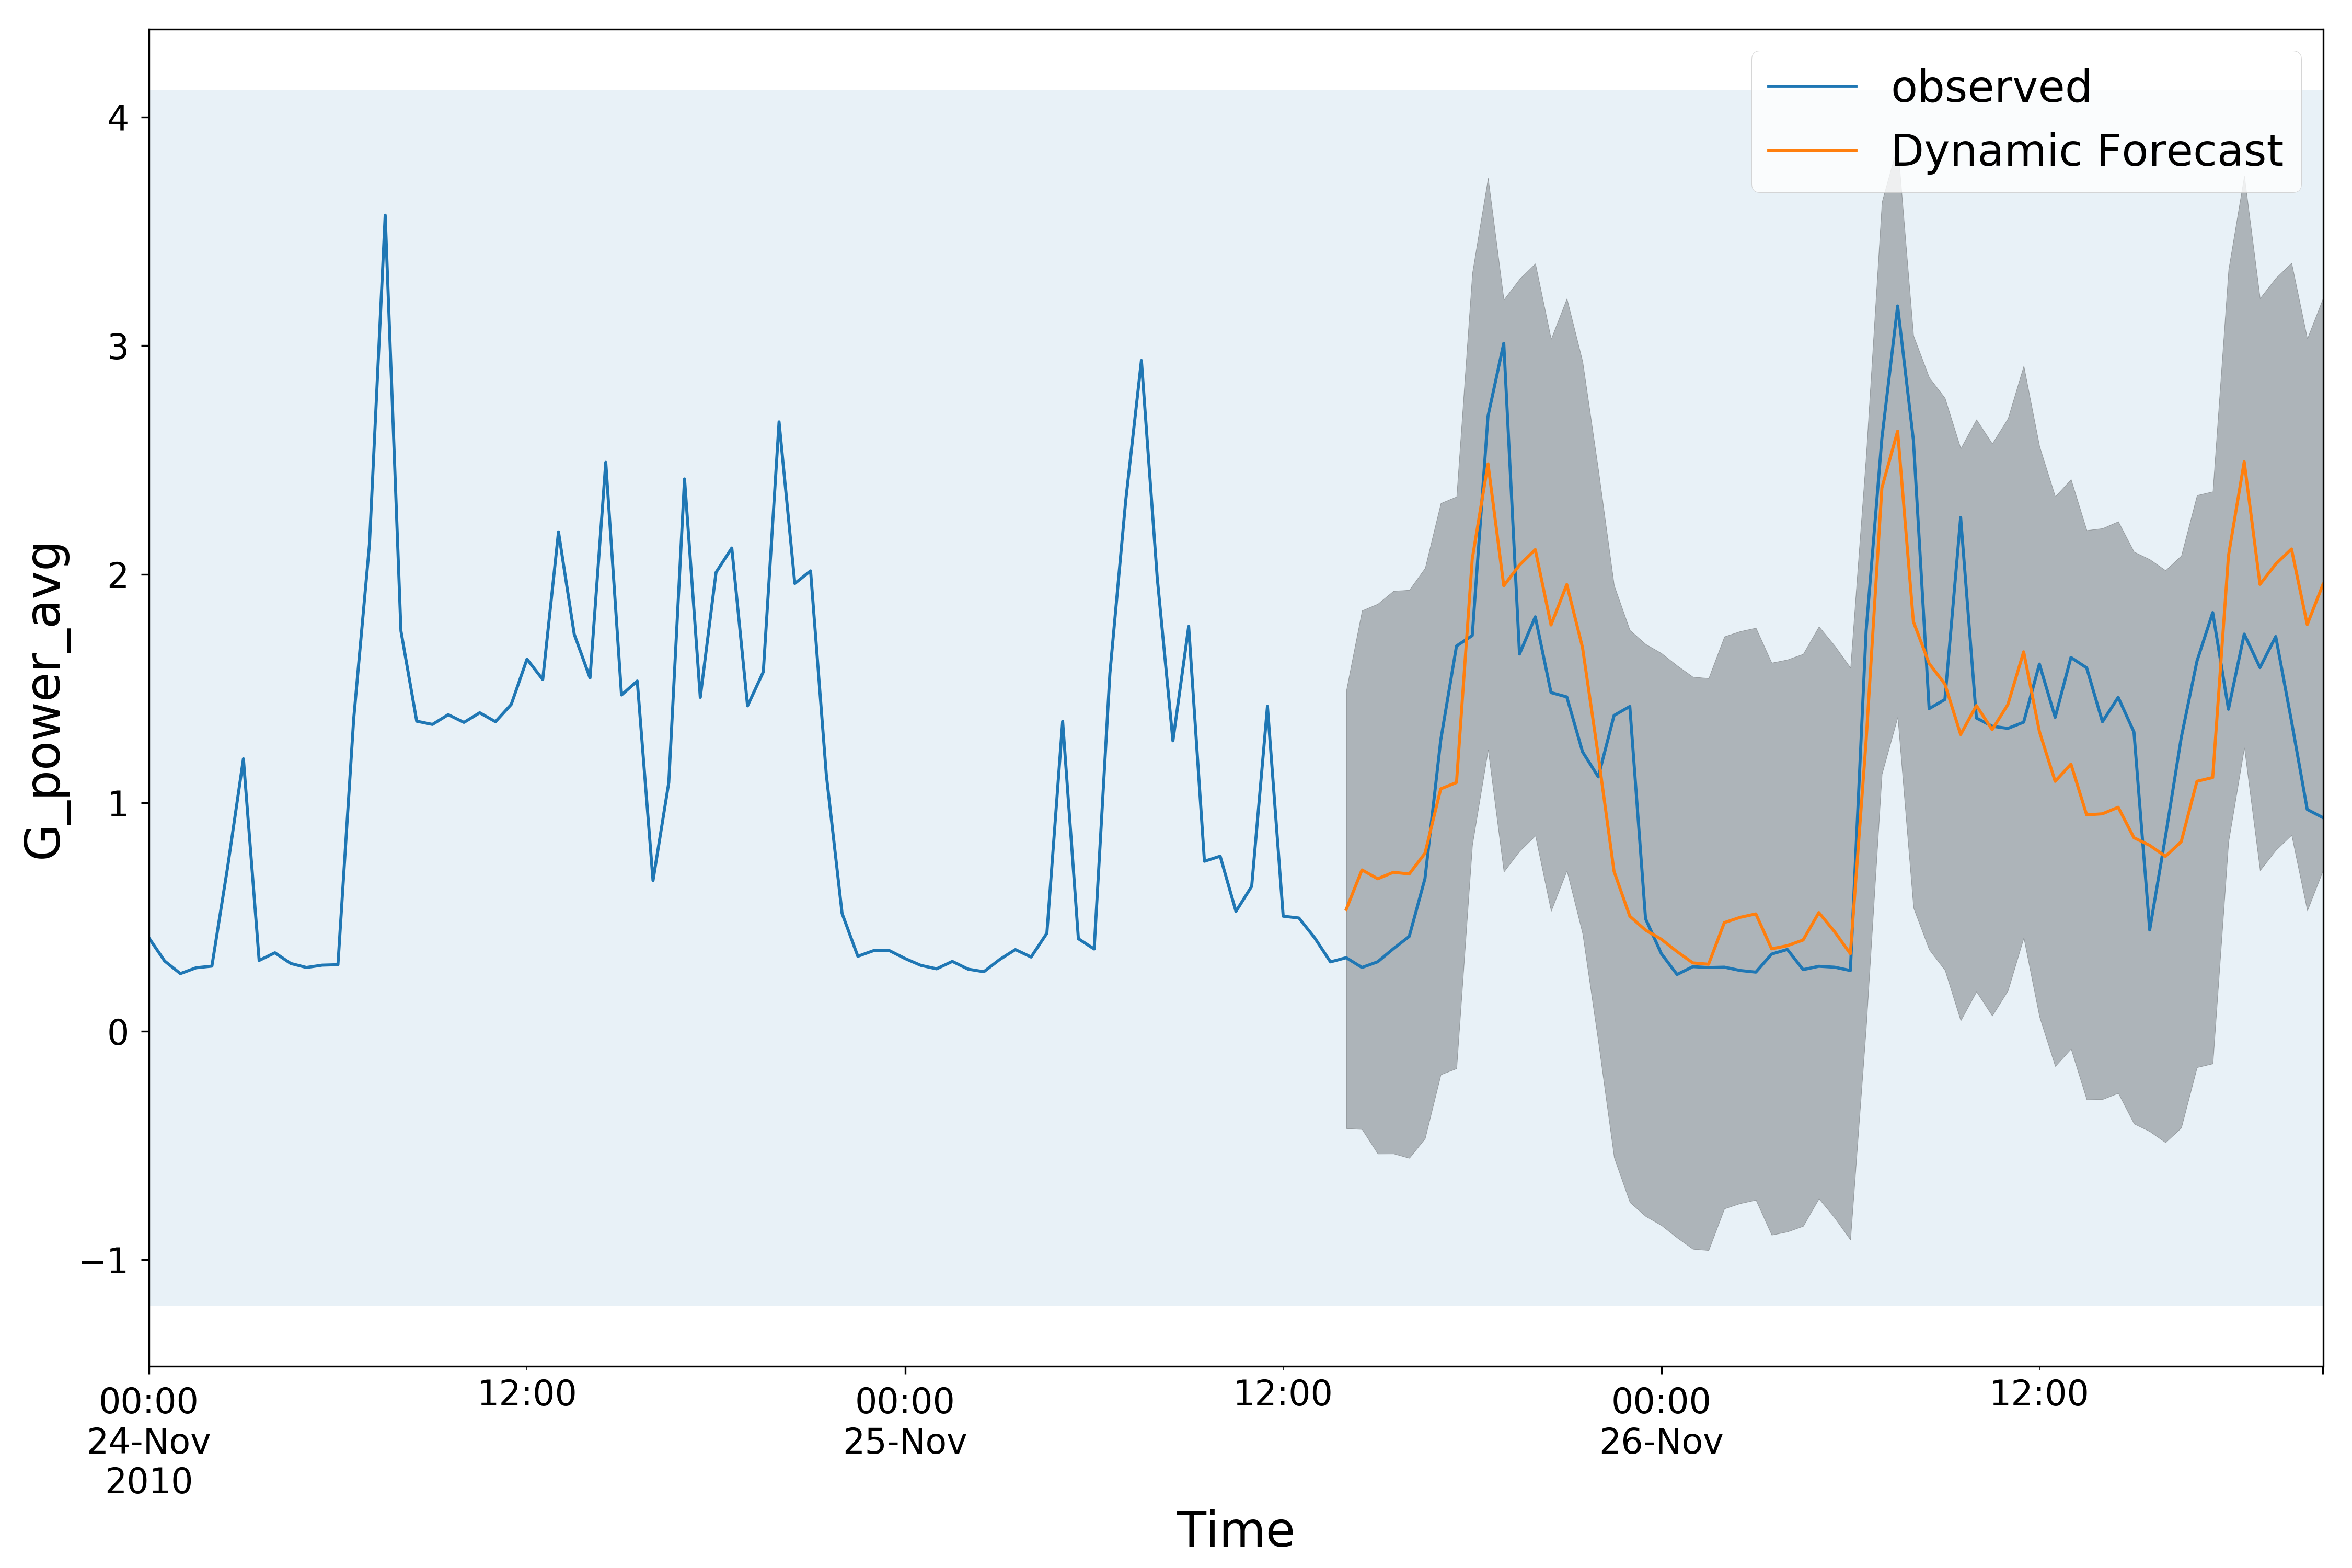 observed
Dynamic Forecast
G_power_avg
4
3
2
1
0
−1
00:00 12:00 00:00 12:00 00:00 12:00
24-Nov 25-Nov 26-Nov
2010
Time